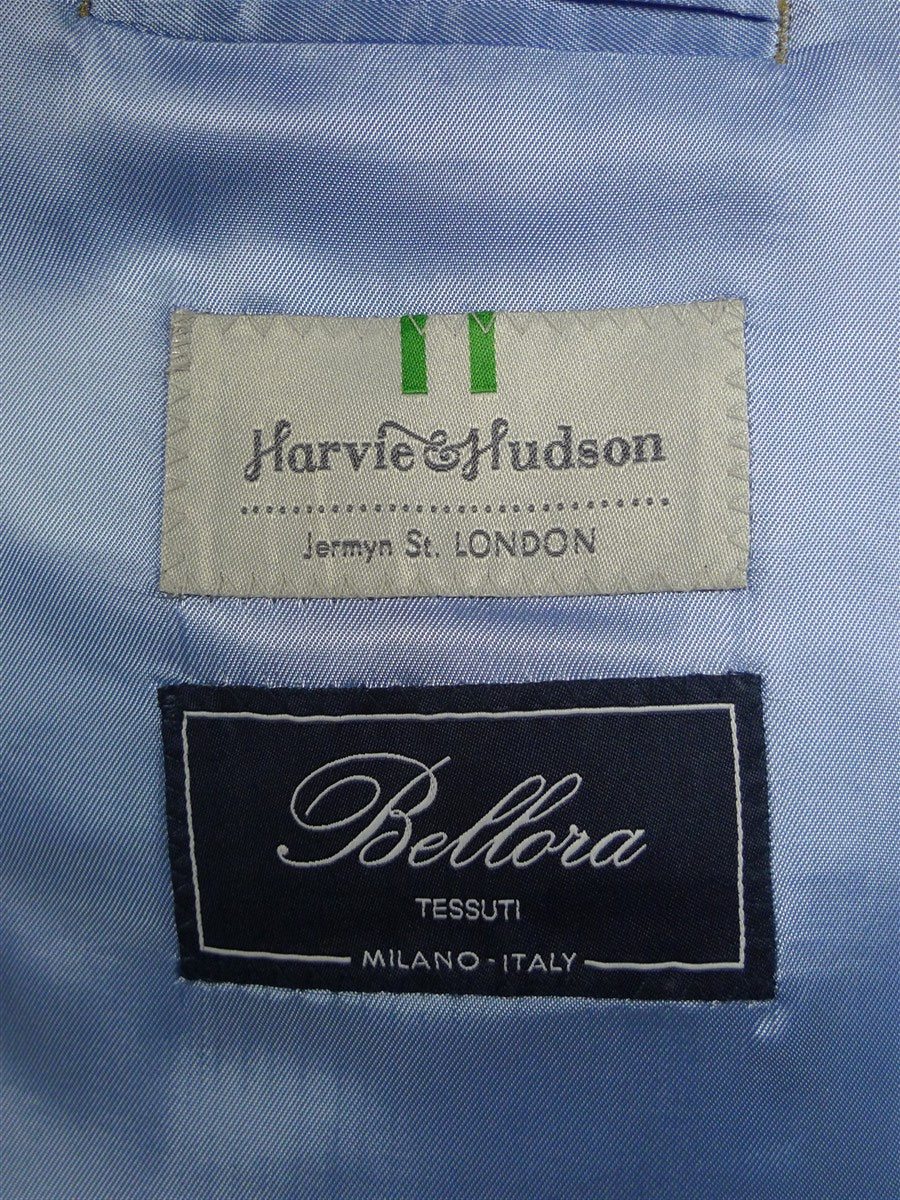 Harvie & Hudson
Jermyn St. LONDON
Bellora
TESSUTI
MILANO - ITALY